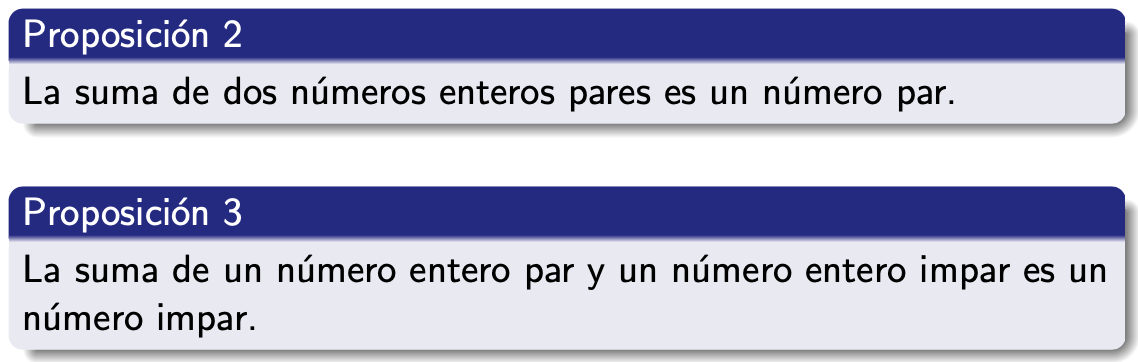 Proposición 2
La suma de dos números enteros pares es un número par.
Proposición 3
La suma de un número entero par y un número entero impar es un
número impar.